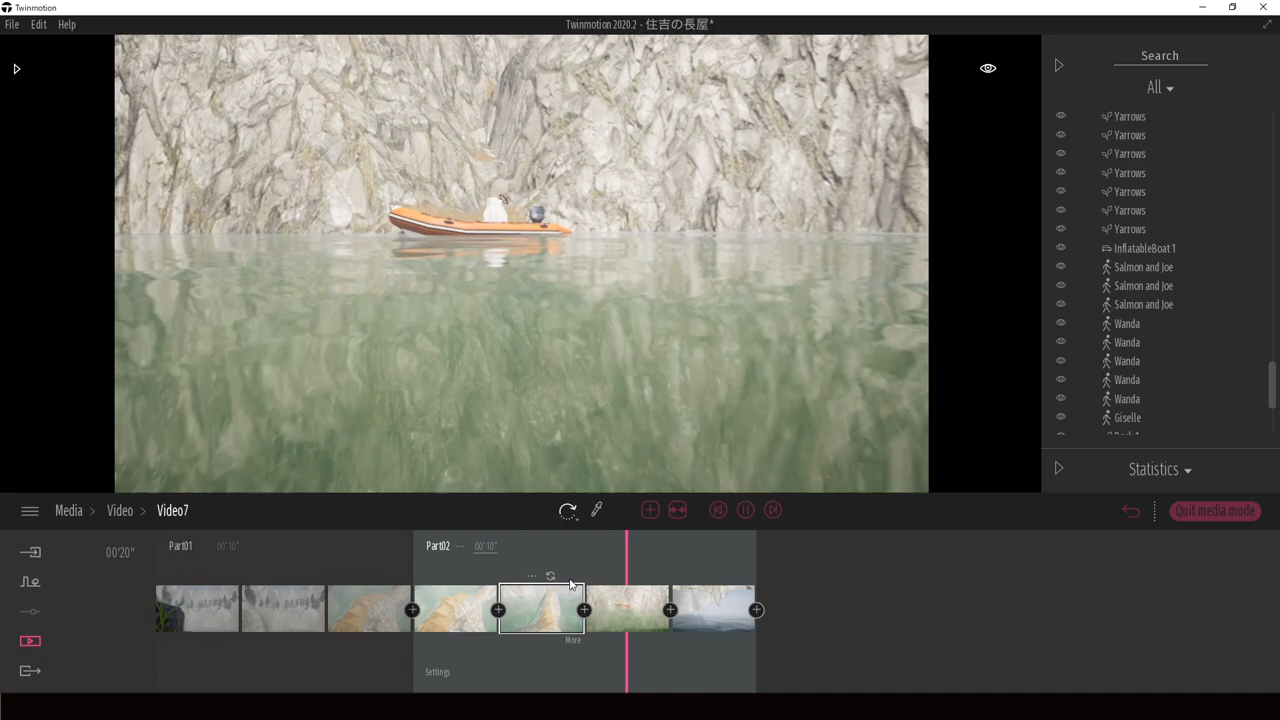 Twinmotion
File Edit Help
Twinmotion 2020.2 - 住吉の長屋*
Search
All
Yarrows
Yarrows
Yarrows
Yarrows
Yarrows
Yarrows
Yarrows
InflatableBoat 1
Salmon and Joe
Salmon and Joe
Salmon and Joe
Wanda
Wanda
Wanda
Wanda
Wanda
Giselle
Statistics
Media > Video > Video7
Quit media mode
00'20"
Part01 00'10"
Part02 ... 00'10"
More
Settings